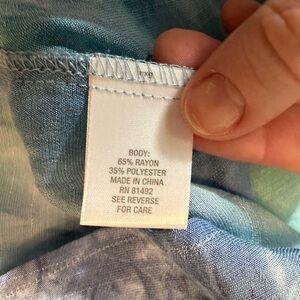 BODY:
65% RAYON
35% POLYESTER
MADE IN CHINA
RN 81492
SEE REVERSE
FOR CARE